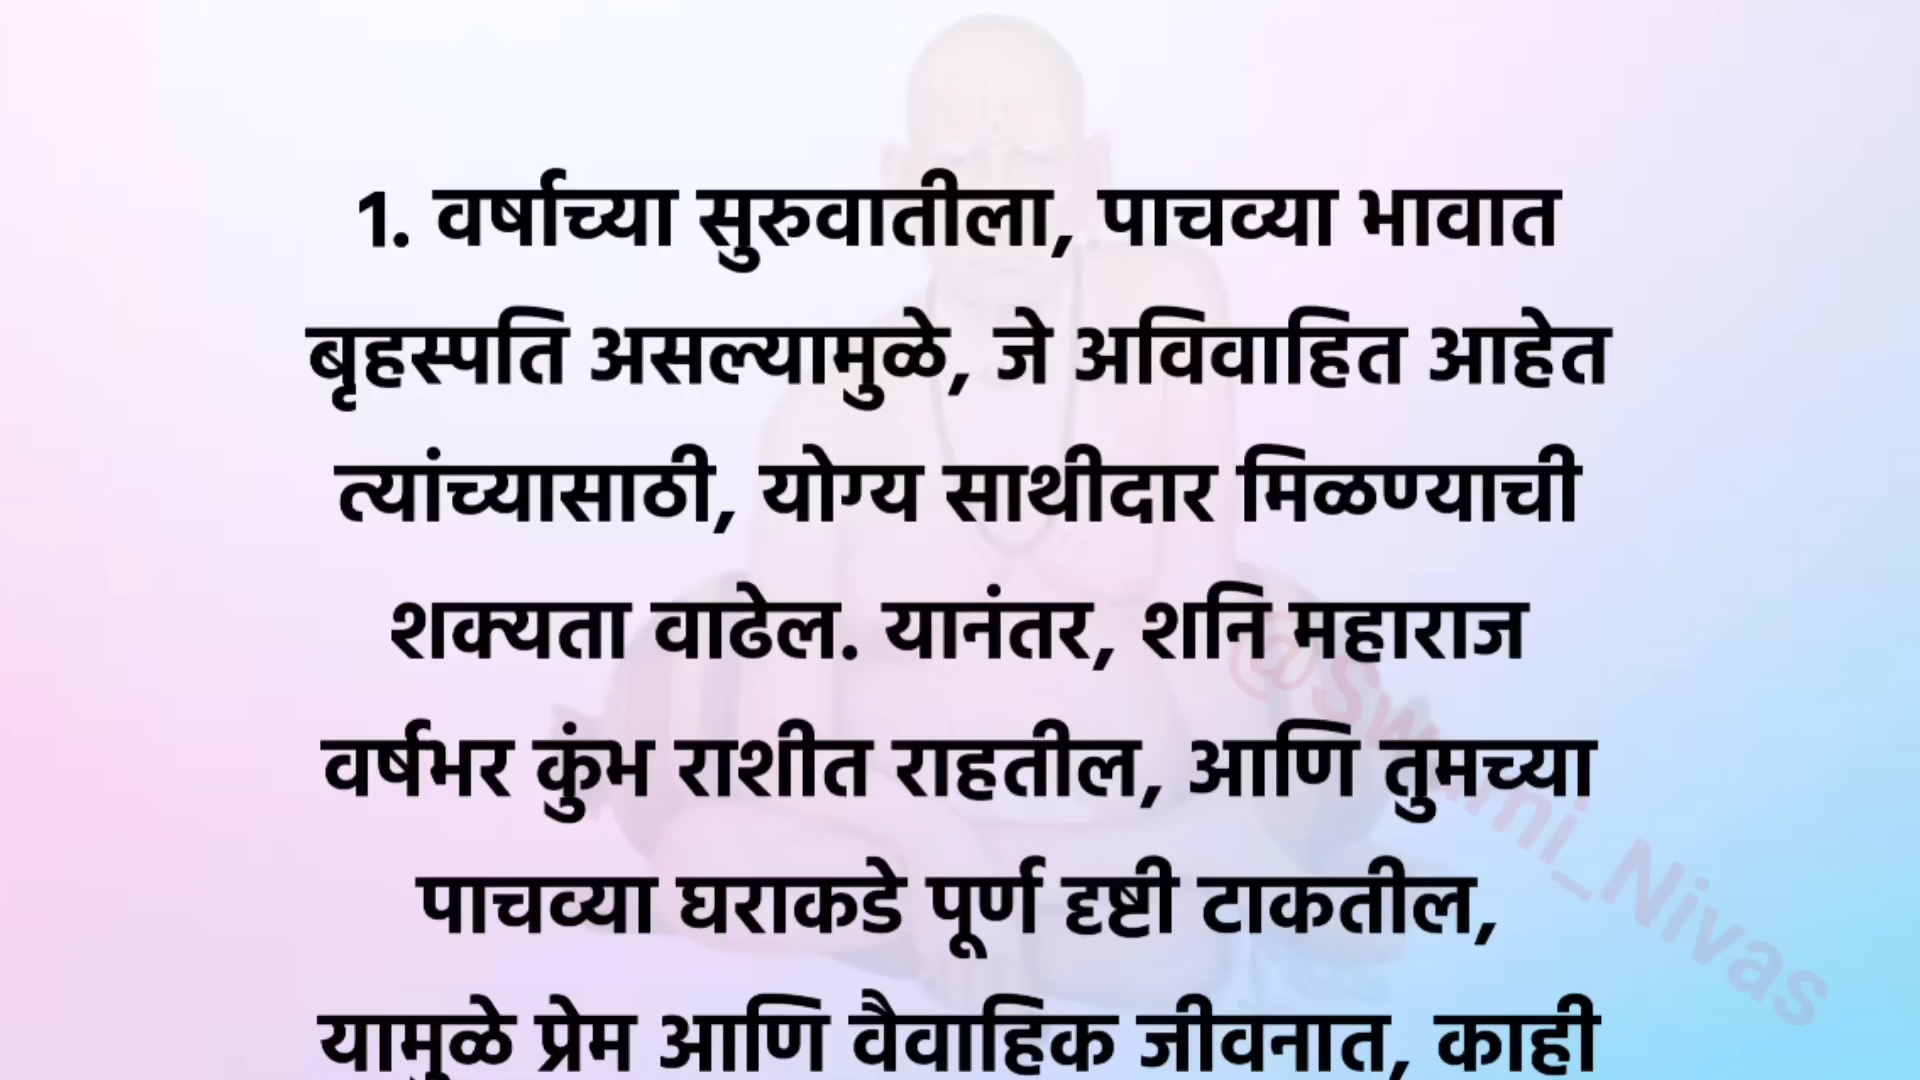 1. वर्षाच्या सुरुवातीला, पाचव्या भावात
बृहस्पति असल्यामुळे, जे अविवाहित आहेत
त्यांच्यासाठी, योग्य साथीदार मिळण्याची
शक्यता वाढेल. यानंतर, शनि महाराज
वर्षभर कुंभ राशीत राहतील, आणि तुमच्या
पाचव्या घराकडे पूर्ण दृष्टी टाकतील,
यामुळे प्रेम आणि वैवाहिक जीवनात, काही
@Swami_Nivas